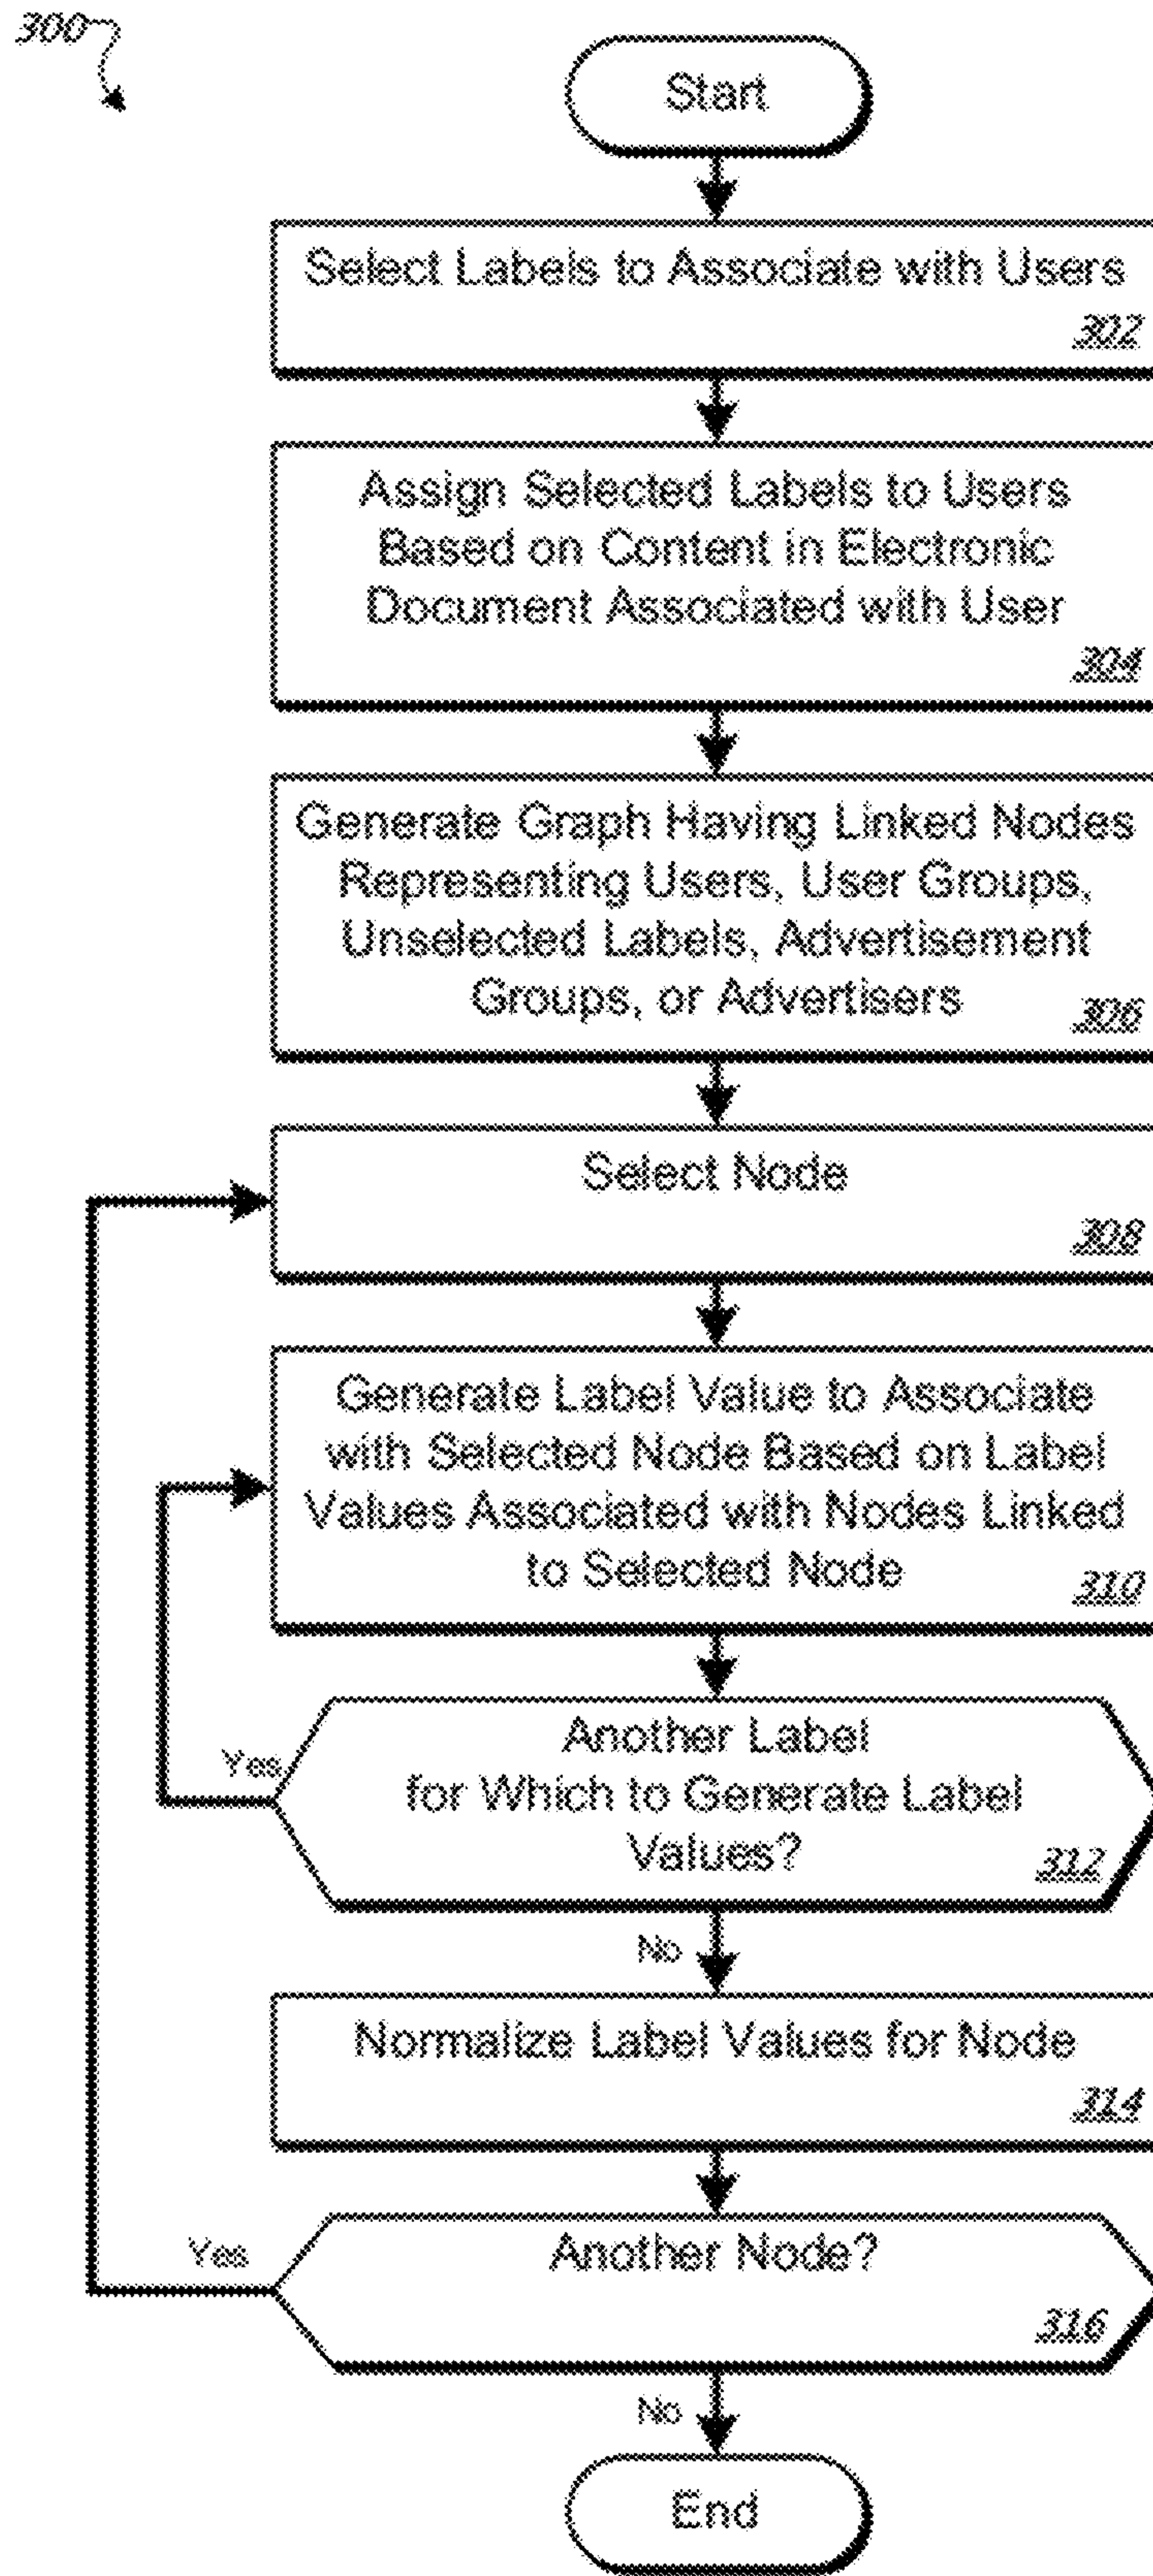 300
Start
Select Labels to Associate with Users
302
Assign Selected Labels to Users
Based on Content in Electronic
Document Associated with User
304
Generate Graph Having Linked Nodes
Representing Users, User Groups,
Unselected Labels, Advertisement
Groups, or Advertisers
306
Select Node
308
Generate Label Value to Associate
with Selected Node Based on Label
Values Associated with Nodes Linked
to Selected Node
310
Another Label
for Which to Generate Label
Values?
312
Yes
No
Normalize Label Values for Node
314
Another Node?
316
Yes
No
End